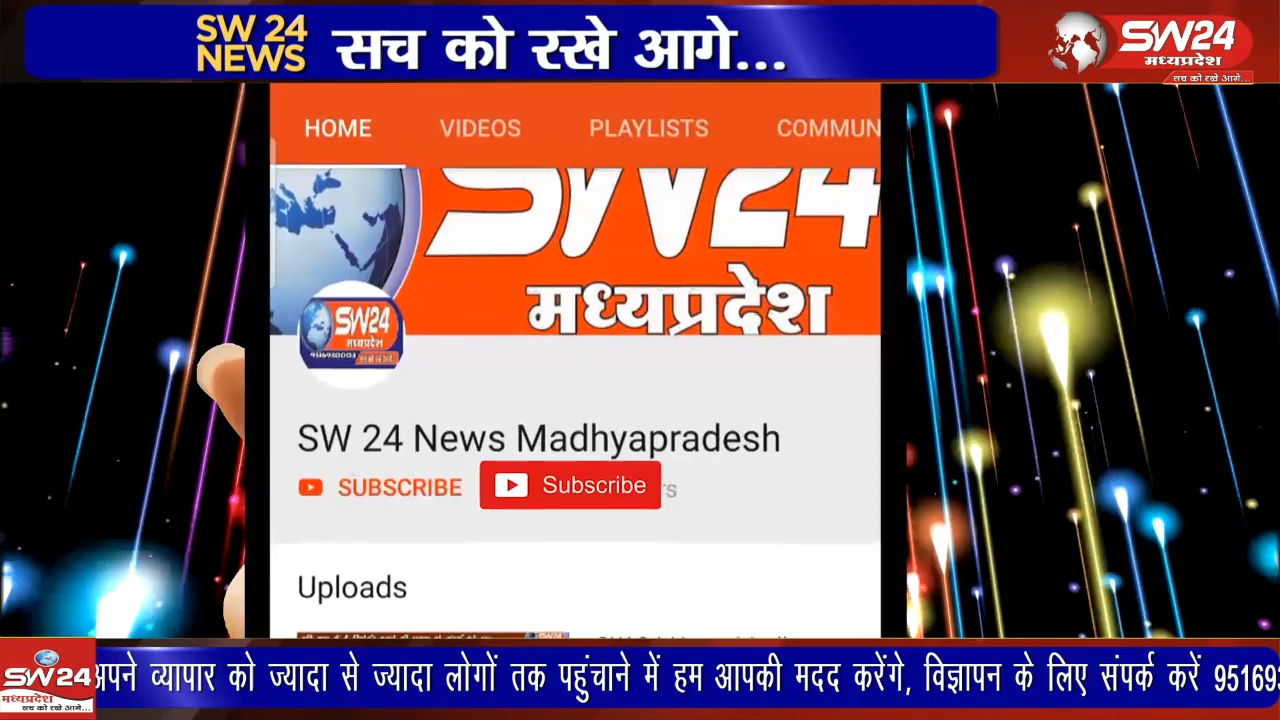 SW 24
NEWS
सच को रखे आगे...
SW24
मध्यप्रदेश
सच को रखे आगे...
HOME VIDEOS PLAYLISTS COMMUN
SW24
मध्यप्रदेश
SW24
मध्यप्रदेश
SW 24 News Madhyapradesh
SUBSCRIBE Subscribe rs
Uploads
SW24
मध्यप्रदेश
सच को रखे आगे...
अपने व्यापार को ज्यादा से ज्यादा लोगों तक पहुंचाने में हम आपकी मदद करेंगे, विज्ञापन के लिए संपर्क करें 95169